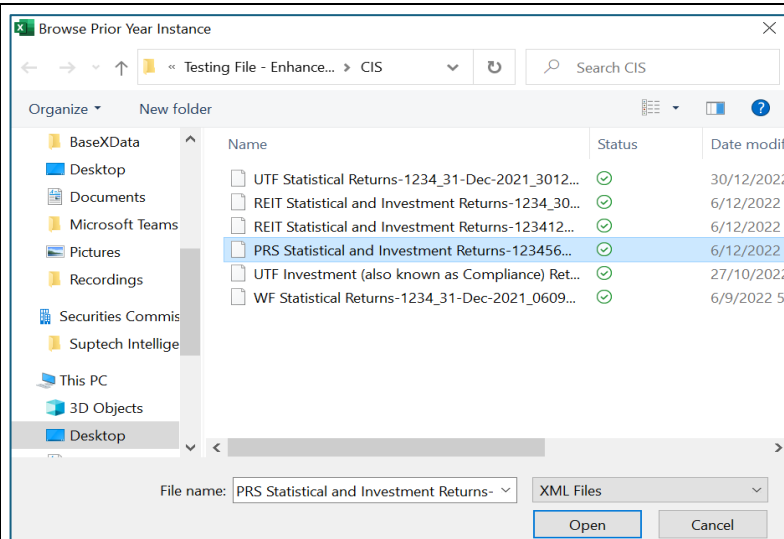 Browse Prior Year Instance
« Testing File - Enhance... > CIS
Search CIS
Organize
New folder
BaseXData
Desktop
Documents
Microsoft Teams
Pictures
Recordings
Securities Commis
Suptech Intellige
This PC
3D Objects
Desktop
Name Status Date modif
UTF Statistical Returns-1234_31-Dec-2021_3012... 30/12/2022
REIT Statistical and Investment Returns-1234_30... 6/12/2022
REIT Statistical and Investment Returns-123412... 6/12/2022
PRS Statistical and Investment Returns-123456... 6/12/2022
UTF Investment (also known as Compliance) Ret... 27/10/2022
WF Statistical Returns-1234_31-Dec-2021_0609... 6/9/2022 5
File name: PRS Statistical and Investment Returns- XML Files
Open Cancel